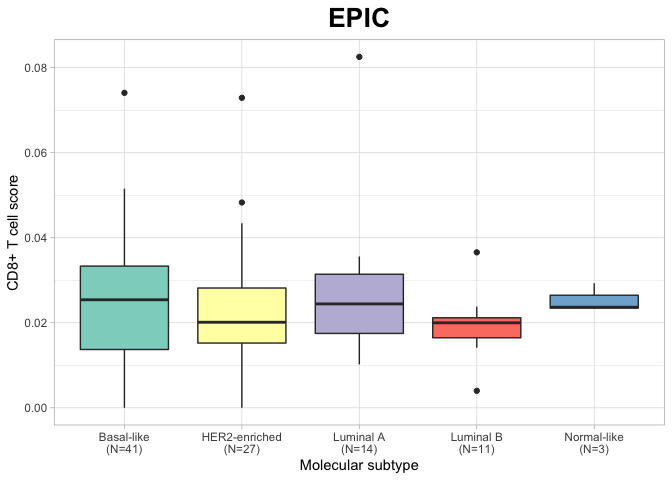 EPIC
CD8+ T cell score
0.08
0.06
0.04
0.02
0.00
Basal-like HER2-enriched Luminal A Luminal B Normal-like
(N=41) (N=27) (N=14) (N=11) (N=3)
Molecular subtype